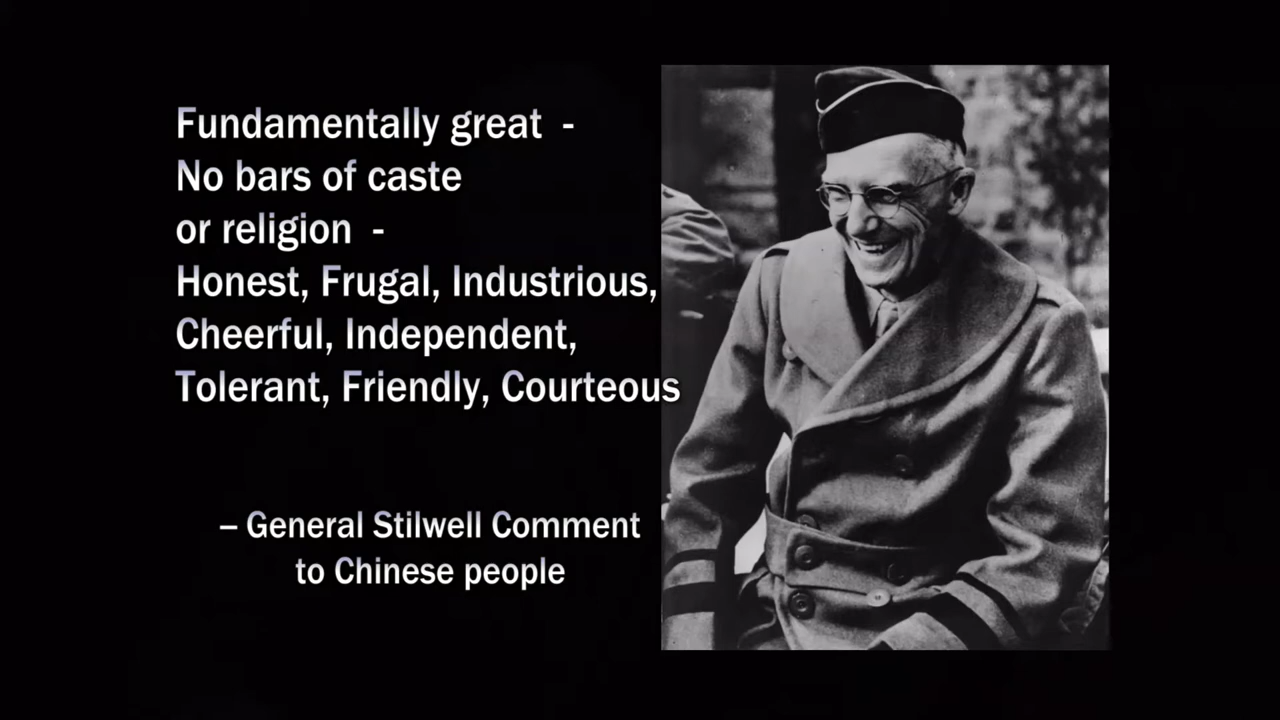 Fundamentally great -
No bars of caste
or religion -
Honest, Frugal, Industrious,
Cheerful, Independent,
Tolerant, Friendly, Courteous
– General Stilwell Comment
to Chinese people